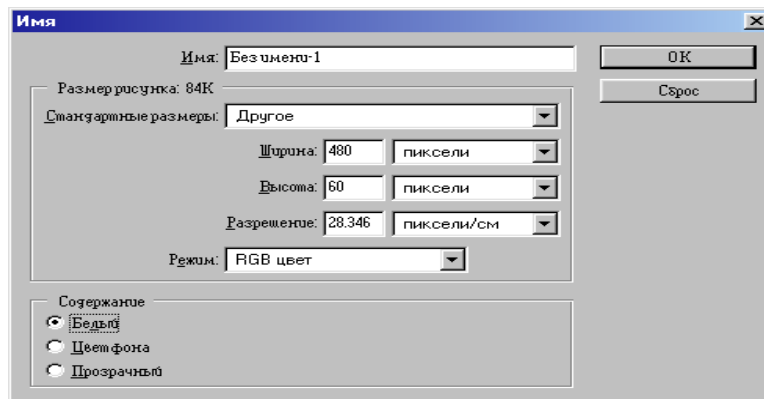 Имя
Имя: Без имени-1
OK
Размер рисунка: 84K
Сброс
Стандартные размеры: Другое
Ширина: 480 пиксели
Высота: 60 пиксели
Разрешение: 28.346 пиксели/см
Режим: RGB цвет
Содержание
Белый
Цвет фона
Прозрачный